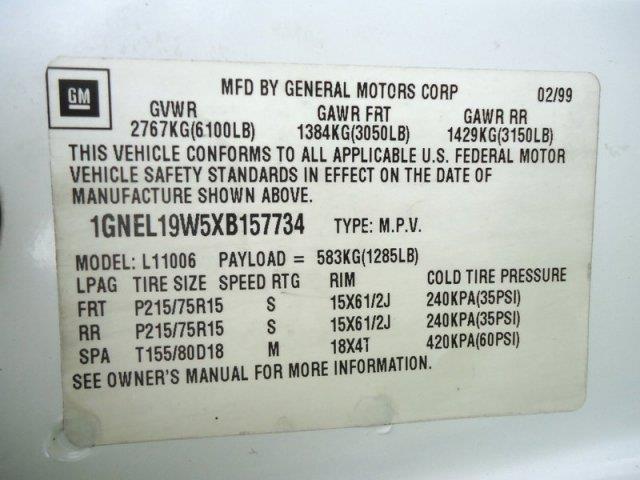 GM
MFD BY GENERAL MOTORS CORP 02/99
GVWR GAWR FRT GAWR RR
2767KG(6100LB) 1384KG(3050LB) 1429KG(3150LB)
THIS VEHICLE CONFORMS TO ALL APPLICABLE U.S. FEDERAL MOTOR
VEHICLE SAFETY STANDARDS IN EFFECT ON THE DATE OF
MANUFACTURE SHOWN ABOVE.
1GNEL19W5XB157734 TYPE: M.P.V.
MODEL: L11006 PAYLOAD = 583KG(1285LB)
LPAG TIRE SIZE SPEED RTG RIM COLD TIRE PRESSURE
FRT P215/75R15 S 15X61/2J 240KPA(35PSI)
RR P215/75R15 S 15X61/2J 240KPA(35PSI)
SPA T155/80D18 M 18X4T 420KPA(60PSI)
SEE OWNER'S MANUAL FOR MORE INFORMATION.